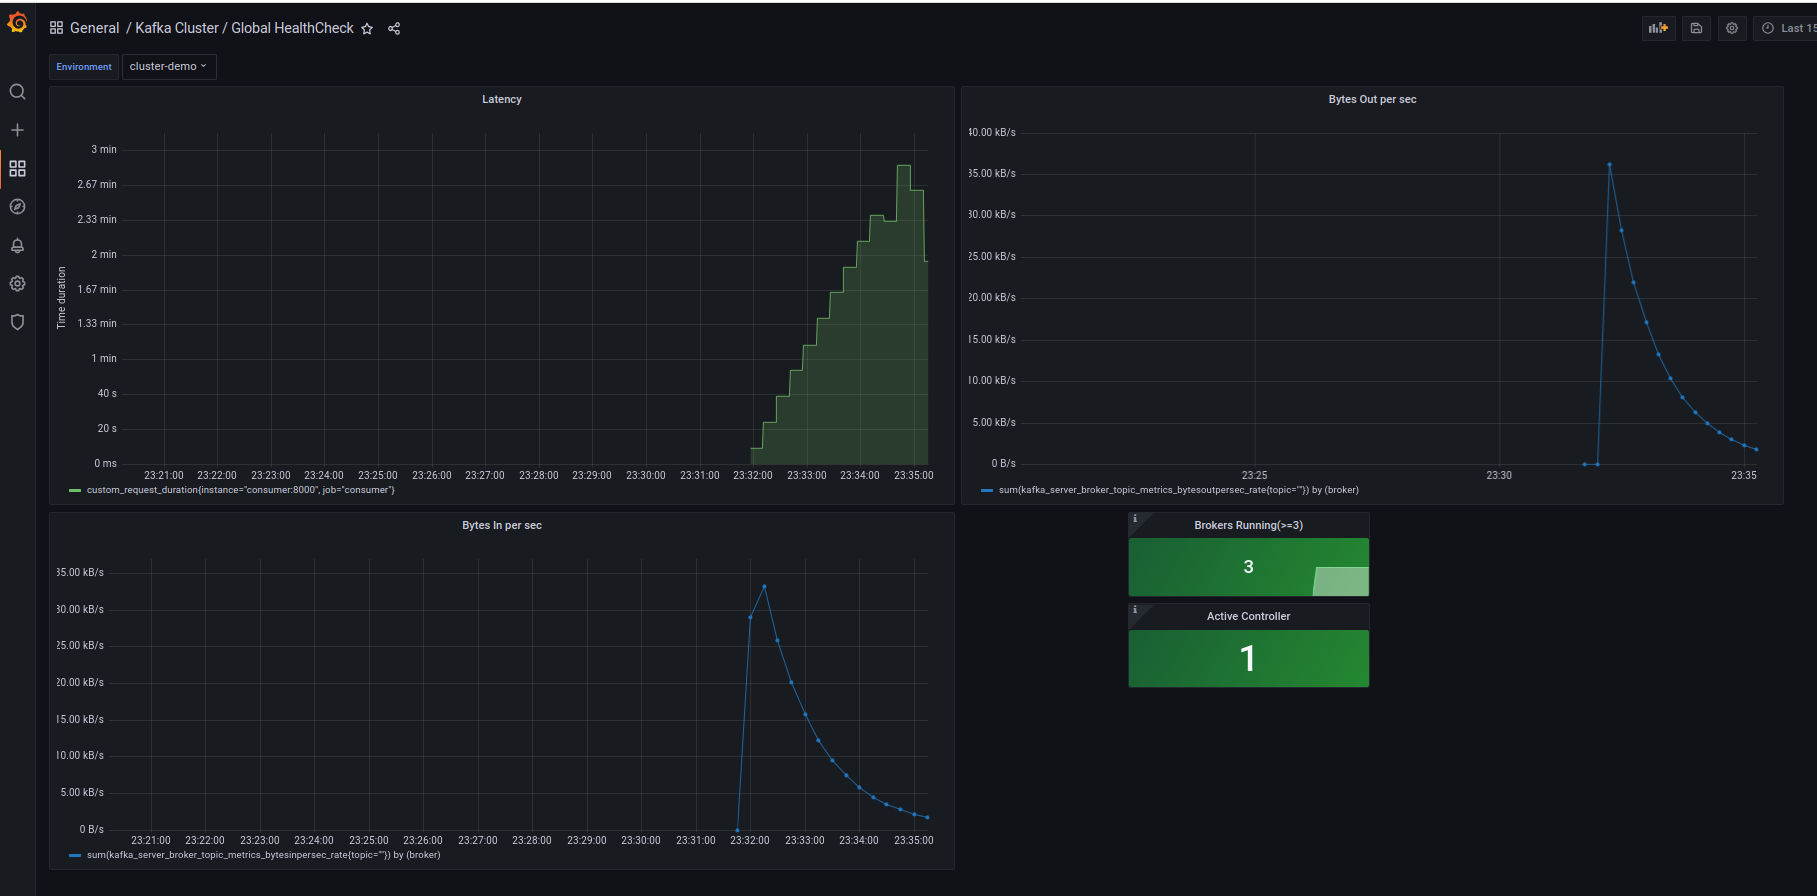 General / Kafka Cluster / Global HealthCheck
Last 15
Environment cluster-demo
Latency
Time duration
3 min
2.67 min
2.33 min
2 min
1.67 min
1.33 min
1 min
40 s
20 s
0 ms
23:21:00 23:22:00 23:23:00 23:24:00 23:25:00 23:26:00 23:27:00 23:28:00 23:29:00 23:30:00 23:31:00 23:32:00 23:33:00 23:34:00 23:35:00
custom_request_duration{instance="consumer:8000", job="consumer"}
Bytes Out per sec
40.00 kB/s
35.00 kB/s
30.00 kB/s
25.00 kB/s
20.00 kB/s
15.00 kB/s
10.00 kB/s
5.00 kB/s
0 B/s
23:25 23:30 23:35
sum(kafka_server_broker_topic_metrics_bytesoutpersec_rate{topic=""}) by (broker)
Bytes In per sec
35.00 kB/s
30.00 kB/s
25.00 kB/s
20.00 kB/s
15.00 kB/s
10.00 kB/s
5.00 kB/s
0 B/s
23:21:00 23:22:00 23:23:00 23:24:00 23:25:00 23:26:00 23:27:00 23:28:00 23:29:00 23:30:00 23:31:00 23:32:00 23:33:00 23:34:00 23:35:00
sum(kafka_server_broker_topic_metrics_bytesinpersec_rate{topic=""}) by (broker)
i
Brokers Running(>=3)
3
i
Active Controller
1